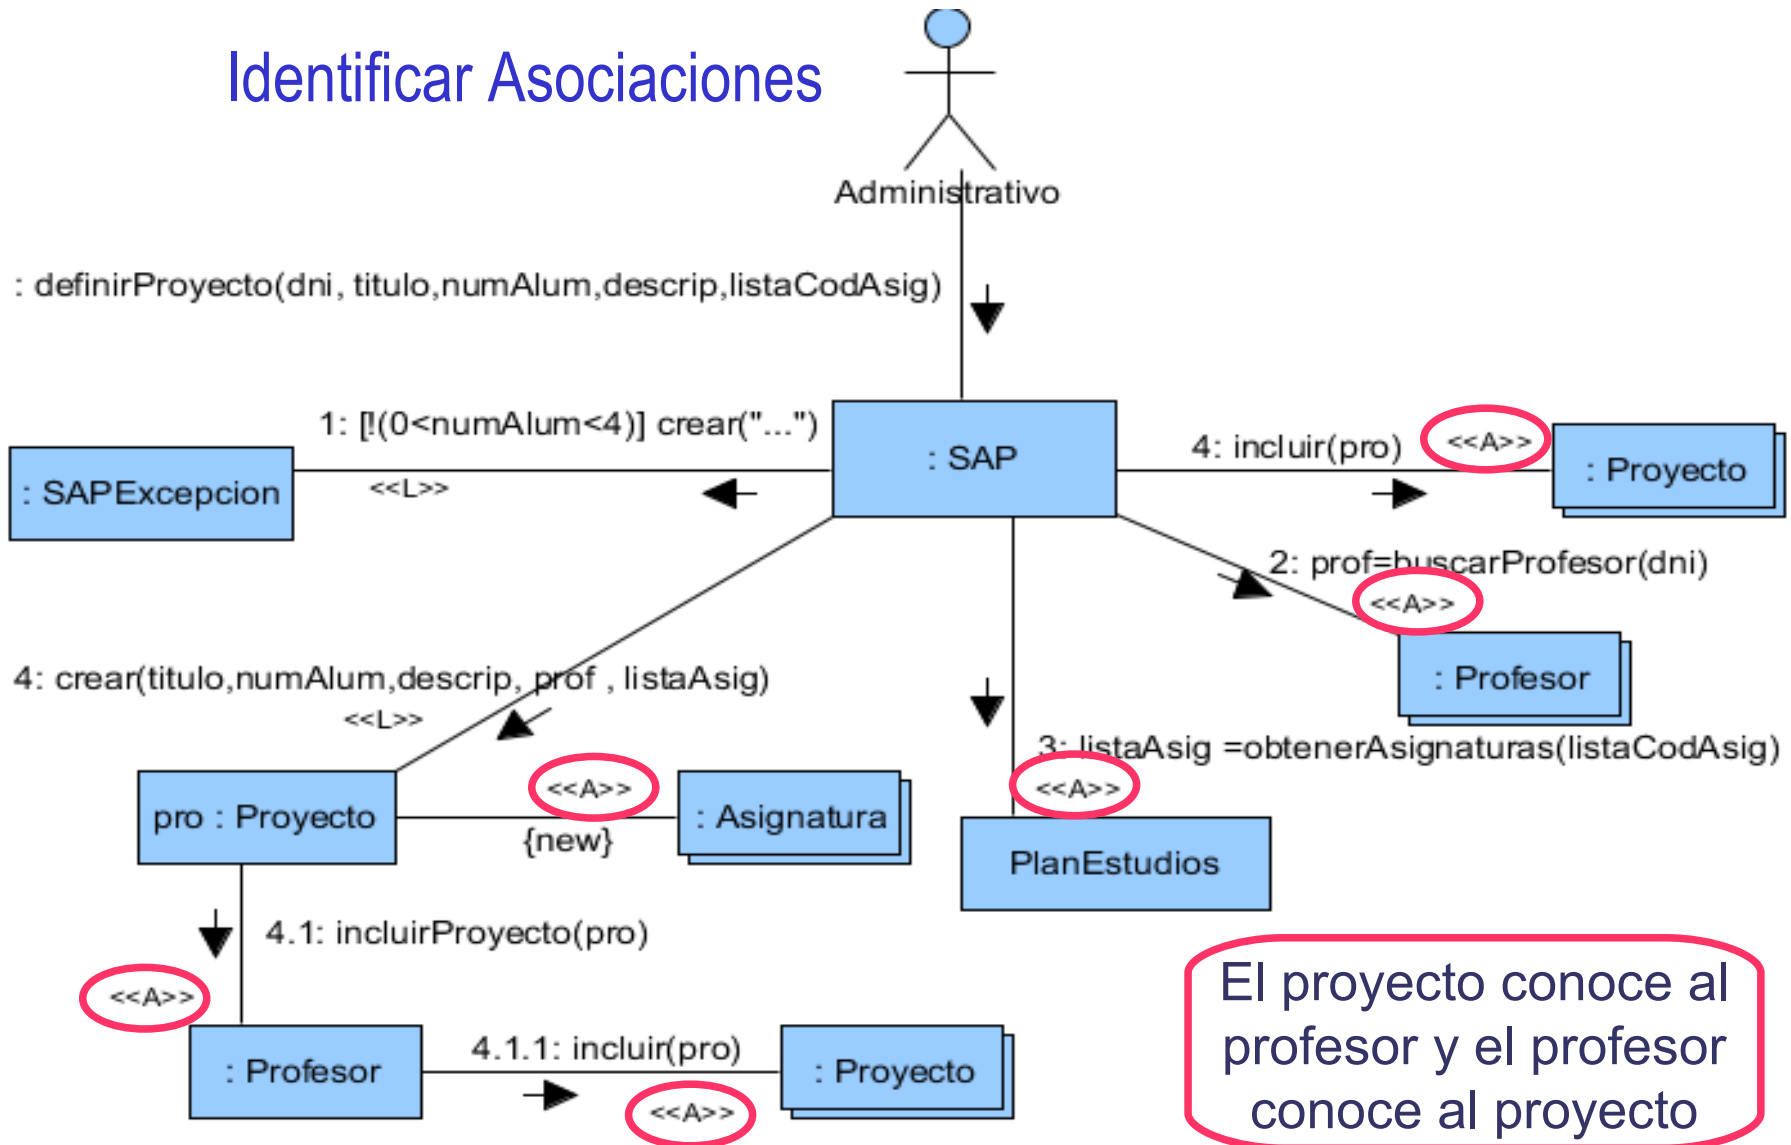 Identificar Asociaciones
Administrativo
: definirProyecto(dni, titulo,numAlum,descrip,listaCodAsig)
1: [!(0<numAlum<4)] crear("...")
<<L>>
: SAPExcepcion
: SAP
4: incluir(pro)
<<A>>
: Proyecto
2: prof=buscarProfesor(dni)
<<A>>
: Profesor
4: crear(titulo,numAlum,descrip, prof , listaAsig)
<<L>>
3: listaAsig =obtenerAsignaturas(listaCodAsig)
<<A>>
PlanEstudios
pro : Proyecto
<<A>>
{new}
: Asignatura
4.1: incluirProyecto(pro)
<<A>>
: Profesor
4.1.1: incluir(pro)
<<A>>
: Proyecto
El proyecto conoce al
profesor y el profesor
conoce al proyecto